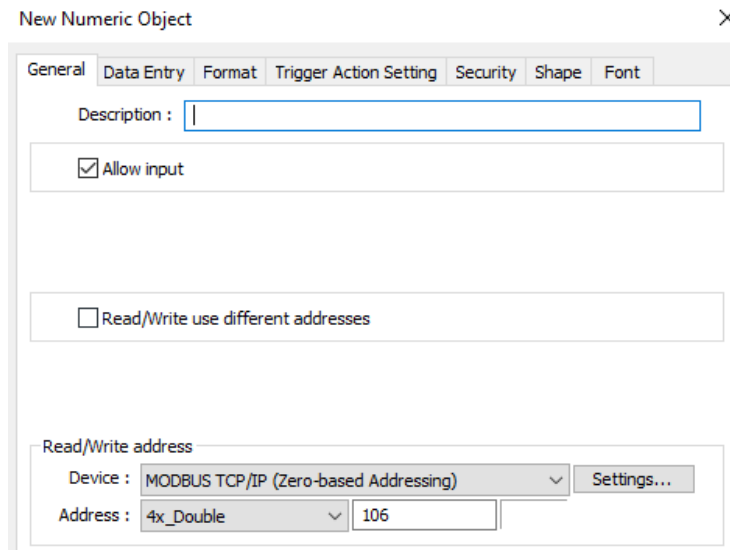 New Numeric Object
General Data Entry Format Trigger Action Setting Security Shape Font
Description :
Allow input
Read/Write use different addresses
Read/Write address
Device : MODBUS TCP/IP (Zero-based Addressing) Settings...
Address : 4x_Double 106